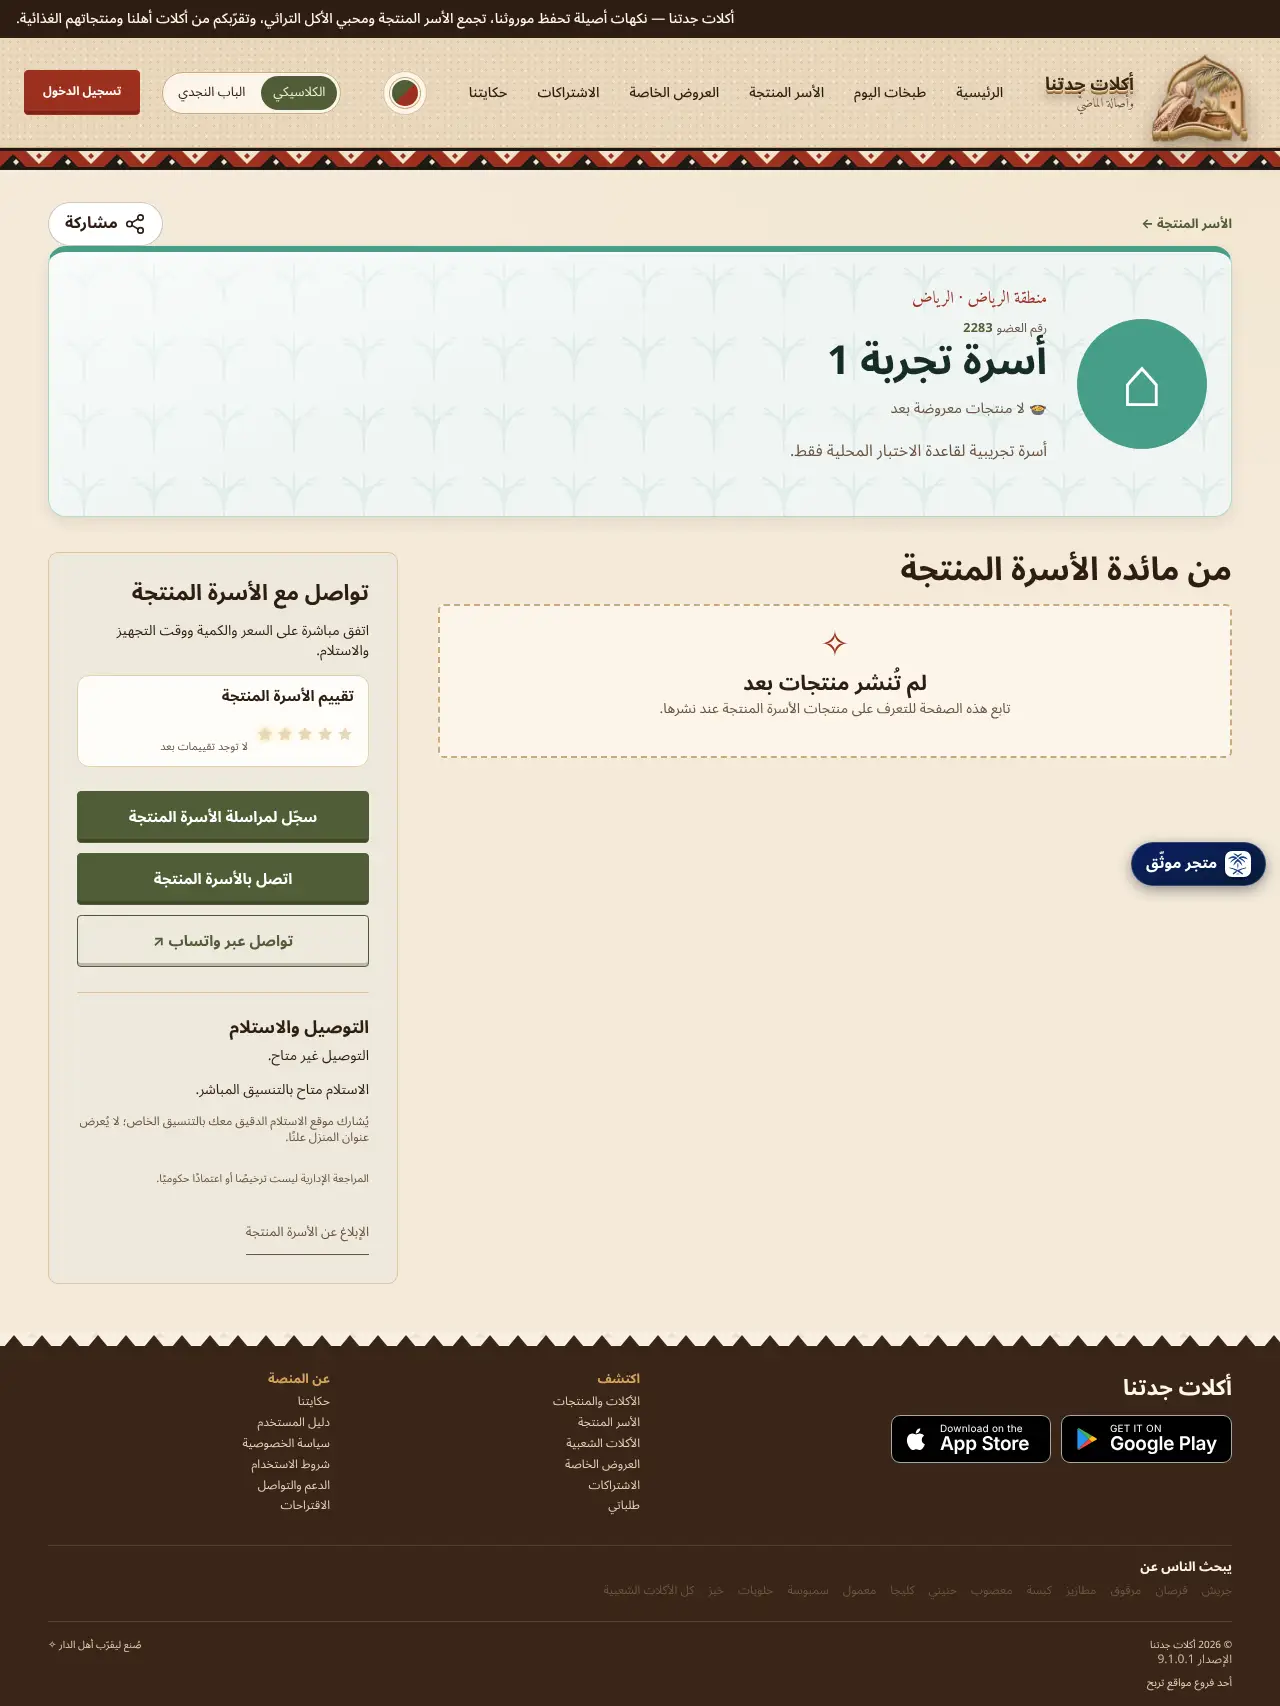 أكلات جدتنا — نكهات أصيلة تحفظ موروثنا، تجمع الأسر المنتجة ومحبي الأكل التراثي، وتقرّبكم من أكلات أهلنا ومنتجاتهم الغذائية.
أكلات جدتنا
وأصالة الماضي
الرئيسية
طبخات اليوم
الأسر المنتجة
العروض الخاصة
الاشتراكات
حكايتنا
الكلاسيكي
الباب النجدي
تسجيل الدخول
الأسر المنتجة ←
مشاركة
منطقة الرياض · الرياض
رقم العضو 2283
أسرة تجربة 1
لا منتجات معروضة بعد
أسرة تجريبية لقاعدة الاختبار المحلية فقط.
من مائدة الأسرة المنتجة
لم تُنشر منتجات بعد
تابع هذه الصفحة للتعرف على منتجات الأسرة المنتجة عند نشرها.
تواصل مع الأسرة المنتجة
اتفق مباشرة على السعر والكمية ووقت التجهيز
والاستلام.
تقييم الأسرة المنتجة
لا توجد تقييمات بعد
سجّل لمراسلة الأسرة المنتجة
اتصل بالأسرة المنتجة
تواصل عبر واتساب ↗
متجر موثّق
التوصيل والاستلام
التوصيل غير متاح.
الاستلام متاح بالتنسيق المباشر.
يُشارك موقع الاستلام الدقيق معك بالتنسيق الخاص؛ لا يُعرض
عنوان المنزل علنًا.
المراجعة الإدارية ليست ترخيصًا أو اعتمادًا حكوميًا.
الإبلاغ عن الأسرة المنتجة
أكلات جدتنا
GET IT ON
Google Play
Download on the
App Store
اكتشف
الأكلات والمنتجات
الأسر المنتجة
الأكلات الشعبية
العروض الخاصة
الاشتراكات
طلباتي
عن المنصة
حكايتنا
دليل المستخدم
سياسة الخصوصية
شروط الاستخدام
الدعم والتواصل
الاقتراحات
يبحث الناس عن
جريش قرصان مرقوق مطازيز كبسة معصوب حنيني كليجا معمول سمبوسة حلويات خبز كل الأكلات الشعبية
© 2026 أكلات جدتنا
الإصدار 9.1.0.1
أحد فروع مواقع تربح
صُنع ليقرّب أهل الدار ✧